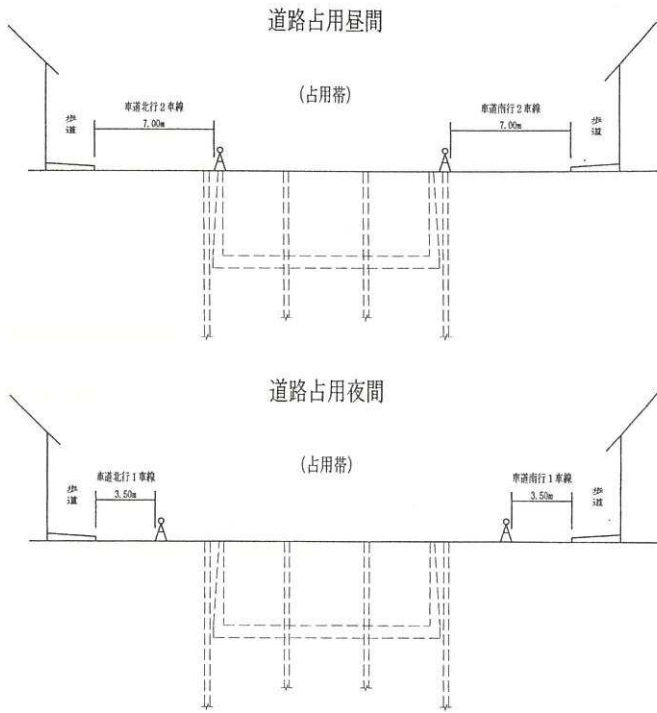 道路占用昼間
(占用帯)
歩道
車道北行2車線
7.00m
車道南行2車線
7.00m
歩道
道路占用夜間
(占用帯)
歩道
車道北行1車線
3.50m
車道南行1車線
3.50m
歩道